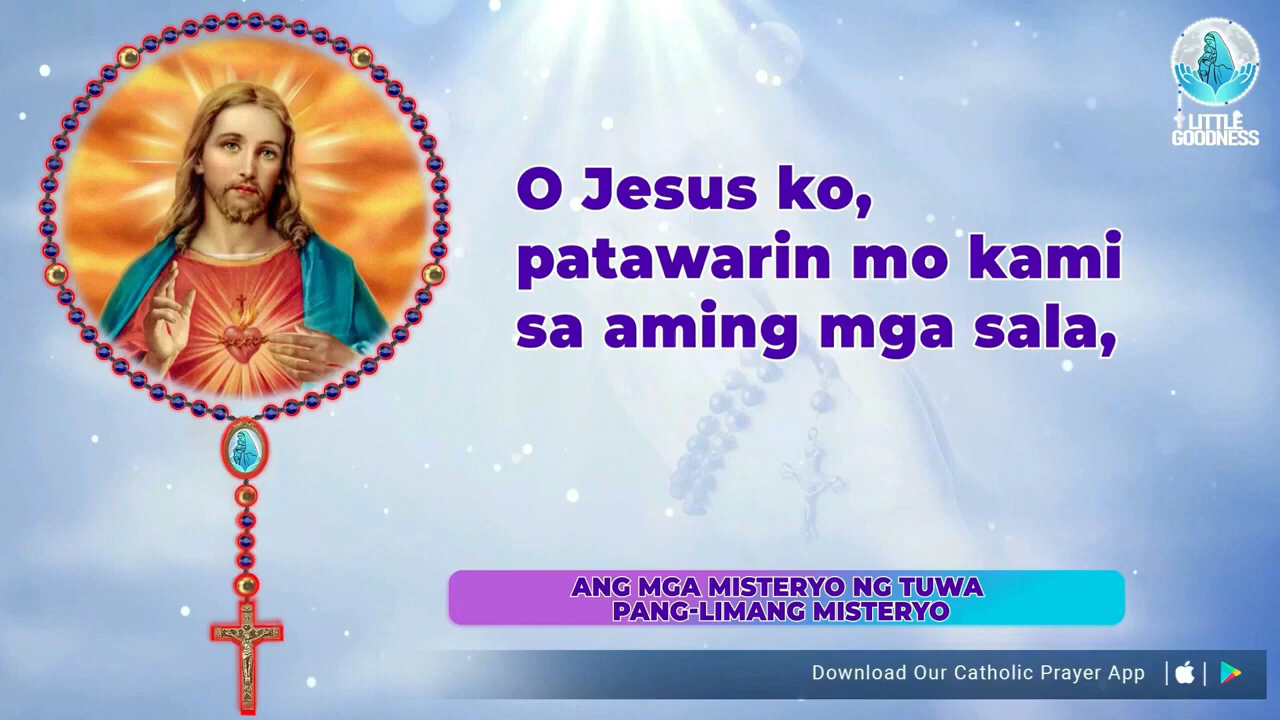 LITTLE
GOODNESS
O Jesus ko,
patawarin mo kami
sa aming mga sala,
ANG MGA MISTERYO NG TUWA
PANG-LIMANG MISTERYO
Download Our Catholic Prayer App